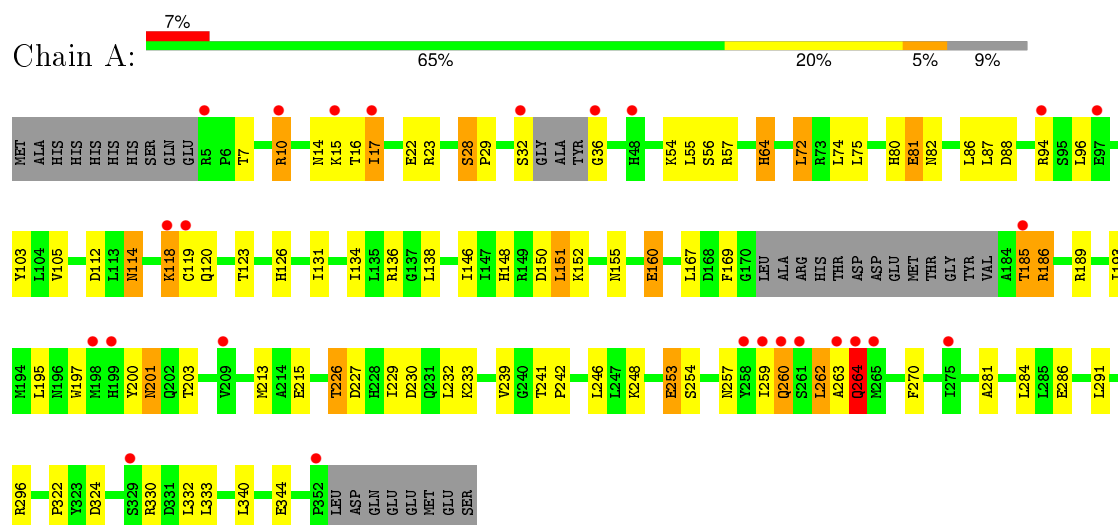 7%
Chain A:
65% 20% 5% 9%
MET ALA HIS HIS HIS HIS HIS HIS SER GLN GLU R5 P6 T7 R10 N14 K15 T16 I17 E22 R23 S28 P29 S32 GLY ALA TYR G36 H48 K54 L55 S56 R57 H64 L72 R73 L74 L75 H80 E81 N82 L86 L87 D88 R94 S95 L96 E97
Y103 L104 V105 D112 L113 N114 K118 C119 Q120 T123 H126 I131 I134 L135 R136 G137 L138 I146 I147 H148 R149 D150 L151 K152 N155 E160 L167 D168 F169 G170 LEU ALA ARG HIS THR ASP ASP GLU MET THR GLY TYR VAL A184 T185 R186 R189 I193
M194 L195 N196 W197 M198 H199 Y200 N201 Q202 T203 V209 M213 A214 E215 T226 D227 H228 I229 D230 Q231 L232 K233 V239 G240 T241 P242 L246 L247 K248 E253 S254 N257 Y258 I259 Q260 S261 L262 A263 Q264 M265 F270 I275 A281 L284 L285 E286 L291
R296 P322 Y323 D324 S329 R330 D331 L332 L333 L340 E344 P352 LEU ASP GLN GLU GLU MET GLU SER